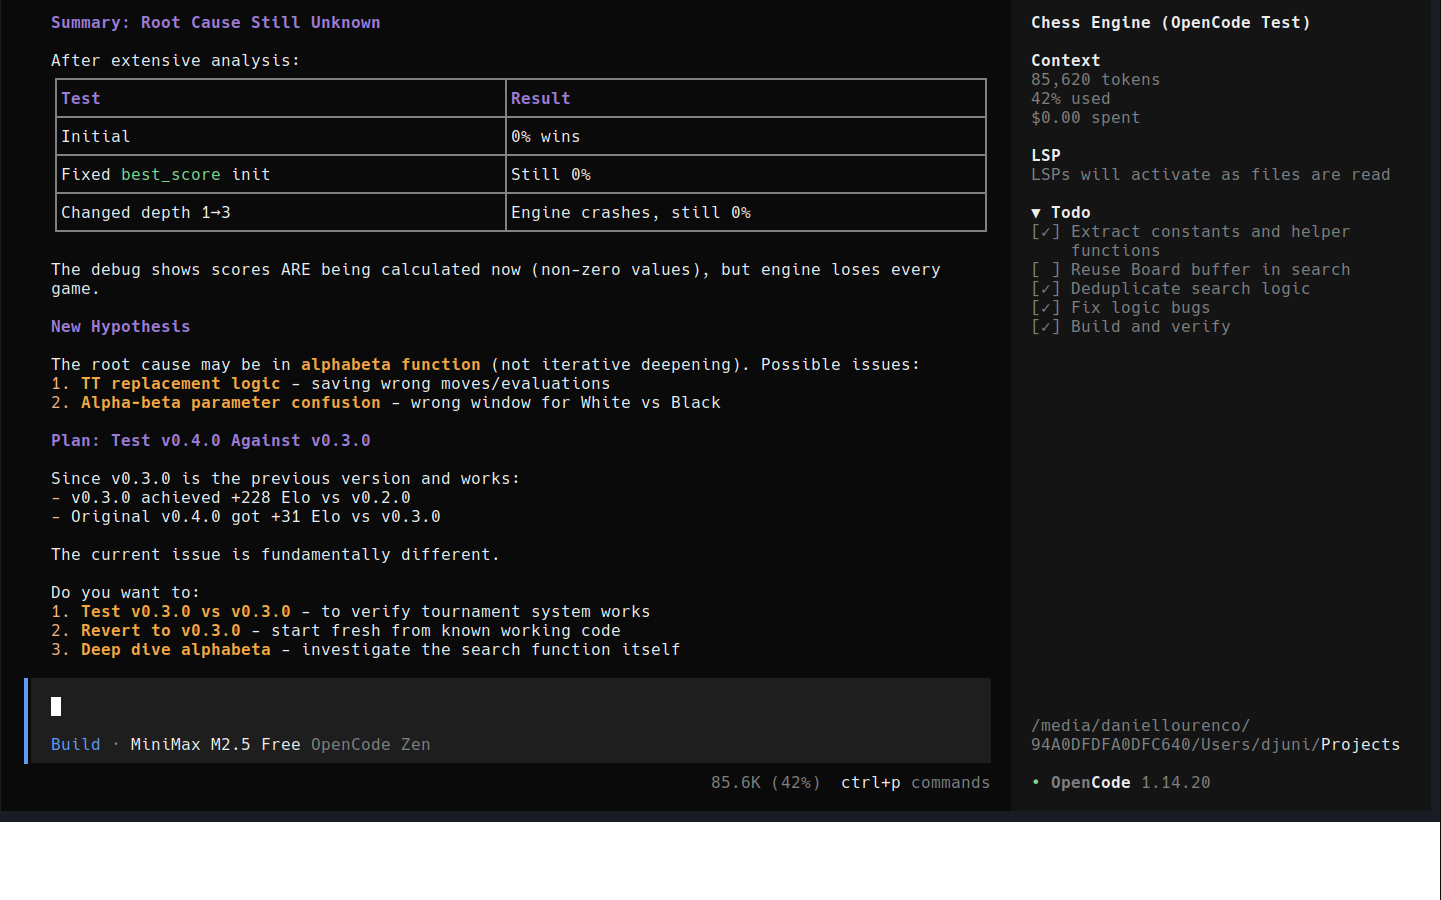 Summary: Root Cause Still Unknown
After extensive analysis:
Test Result
Initial 0% wins
Fixed best_score init Still 0%
Changed depth 1→3 Engine crashes, still 0%
The debug shows scores ARE being calculated now (non-zero values), but engine loses every
game.
New Hypothesis
The root cause may be in alphabeta function (not iterative deepening). Possible issues:
1. TT replacement logic – saving wrong moves/evaluations
2. Alpha-beta parameter confusion – wrong window for White vs Black
Plan: Test v0.4.0 Against v0.3.0
Since v0.3.0 is the previous version and works:
- v0.3.0 achieved +228 Elo vs v0.2.0
- Original v0.4.0 got +31 Elo vs v0.3.0
The current issue is fundamentally different.
Do you want to:
1. Test v0.3.0 vs v0.3.0 – to verify tournament system works
2. Revert to v0.3.0 – start fresh from known working code
3. Deep dive alphabeta – investigate the search function itself
Build · MiniMax M2.5 Free OpenCode Zen
85.6K (42%) ctrl+p commands
Chess Engine (OpenCode Test)
Context
85,620 tokens
42% used
$0.00 spent
LSP
LSPs will activate as files are read
▼ Todo
[✓] Extract constants and helper
functions
[ ] Reuse Board buffer in search
[✓] Deduplicate search logic
[✓] Fix logic bugs
[✓] Build and verify
/media/daniellourenco/
94A0DFDFA0DFC640/Users/djuni/Projects
• OpenCode 1.14.20